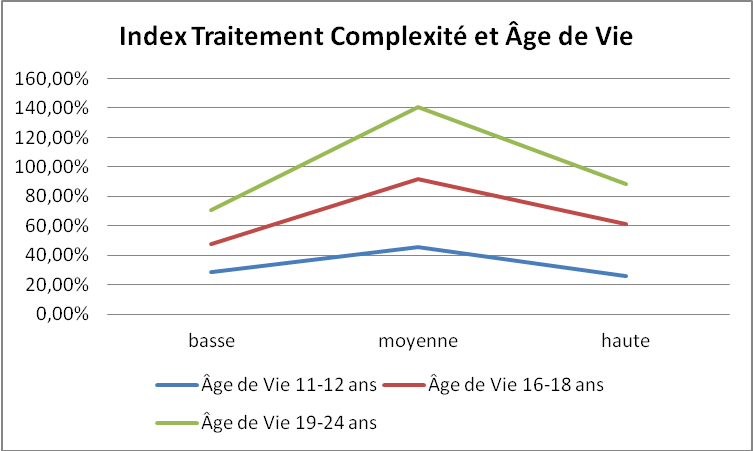 Index Traitement Complexité et Âge de Vie
160,00%
140,00%
120,00%
100,00%
80,00%
60,00%
40,00%
20,00%
0,00%
basse moyenne haute
Âge de Vie 11-12 ans Âge de Vie 16-18 ans
Âge de Vie 19-24 ans